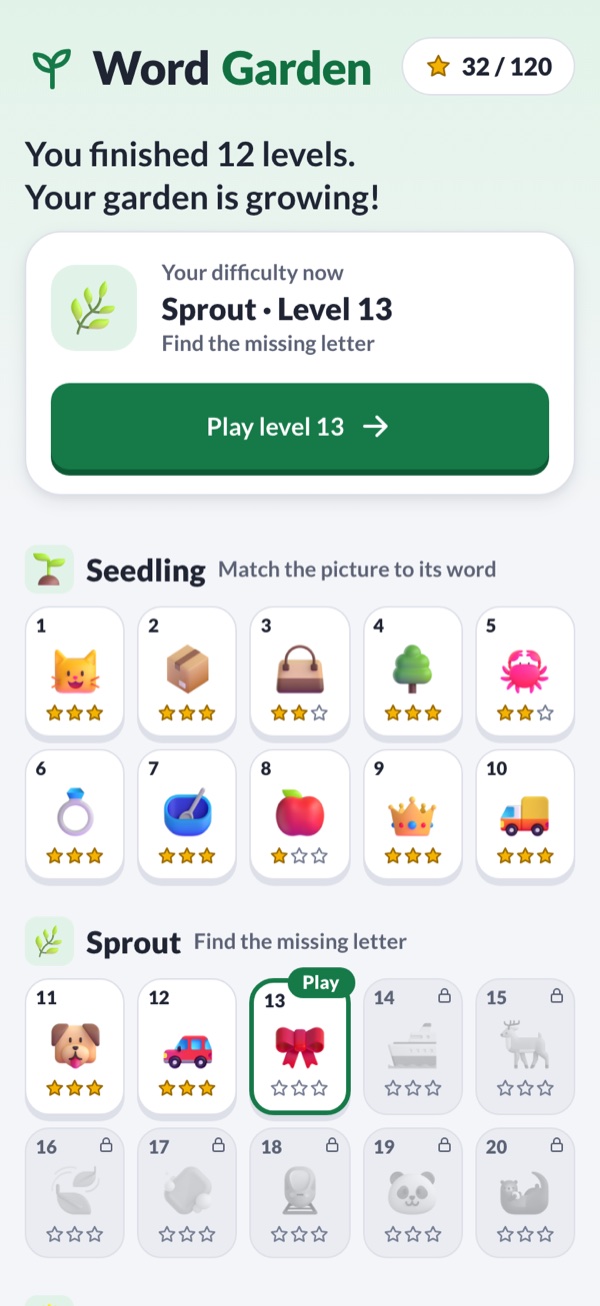 Word Garden
32 / 120
You finished 12 levels.
Your garden is growing!
Your difficulty now
Sprout · Level 13
Find the missing letter
Play level 13
Seedling Match the picture to its word
1 2 3 4 5
6 7 8 9 10
Sprout Find the missing letter
Play
11 12 13 14 15
16 17 18 19 20